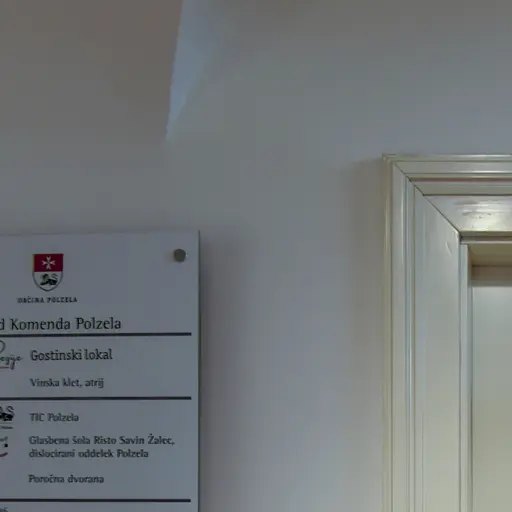 OBČINA POLZELA
d Komenda Polzela
Gostinski lokal
Vinska klet, atrij
TIC Polzela
Glasbena šola Risto Savin Žalec,
dislocirani oddelek Polzela
Poročna dvorana